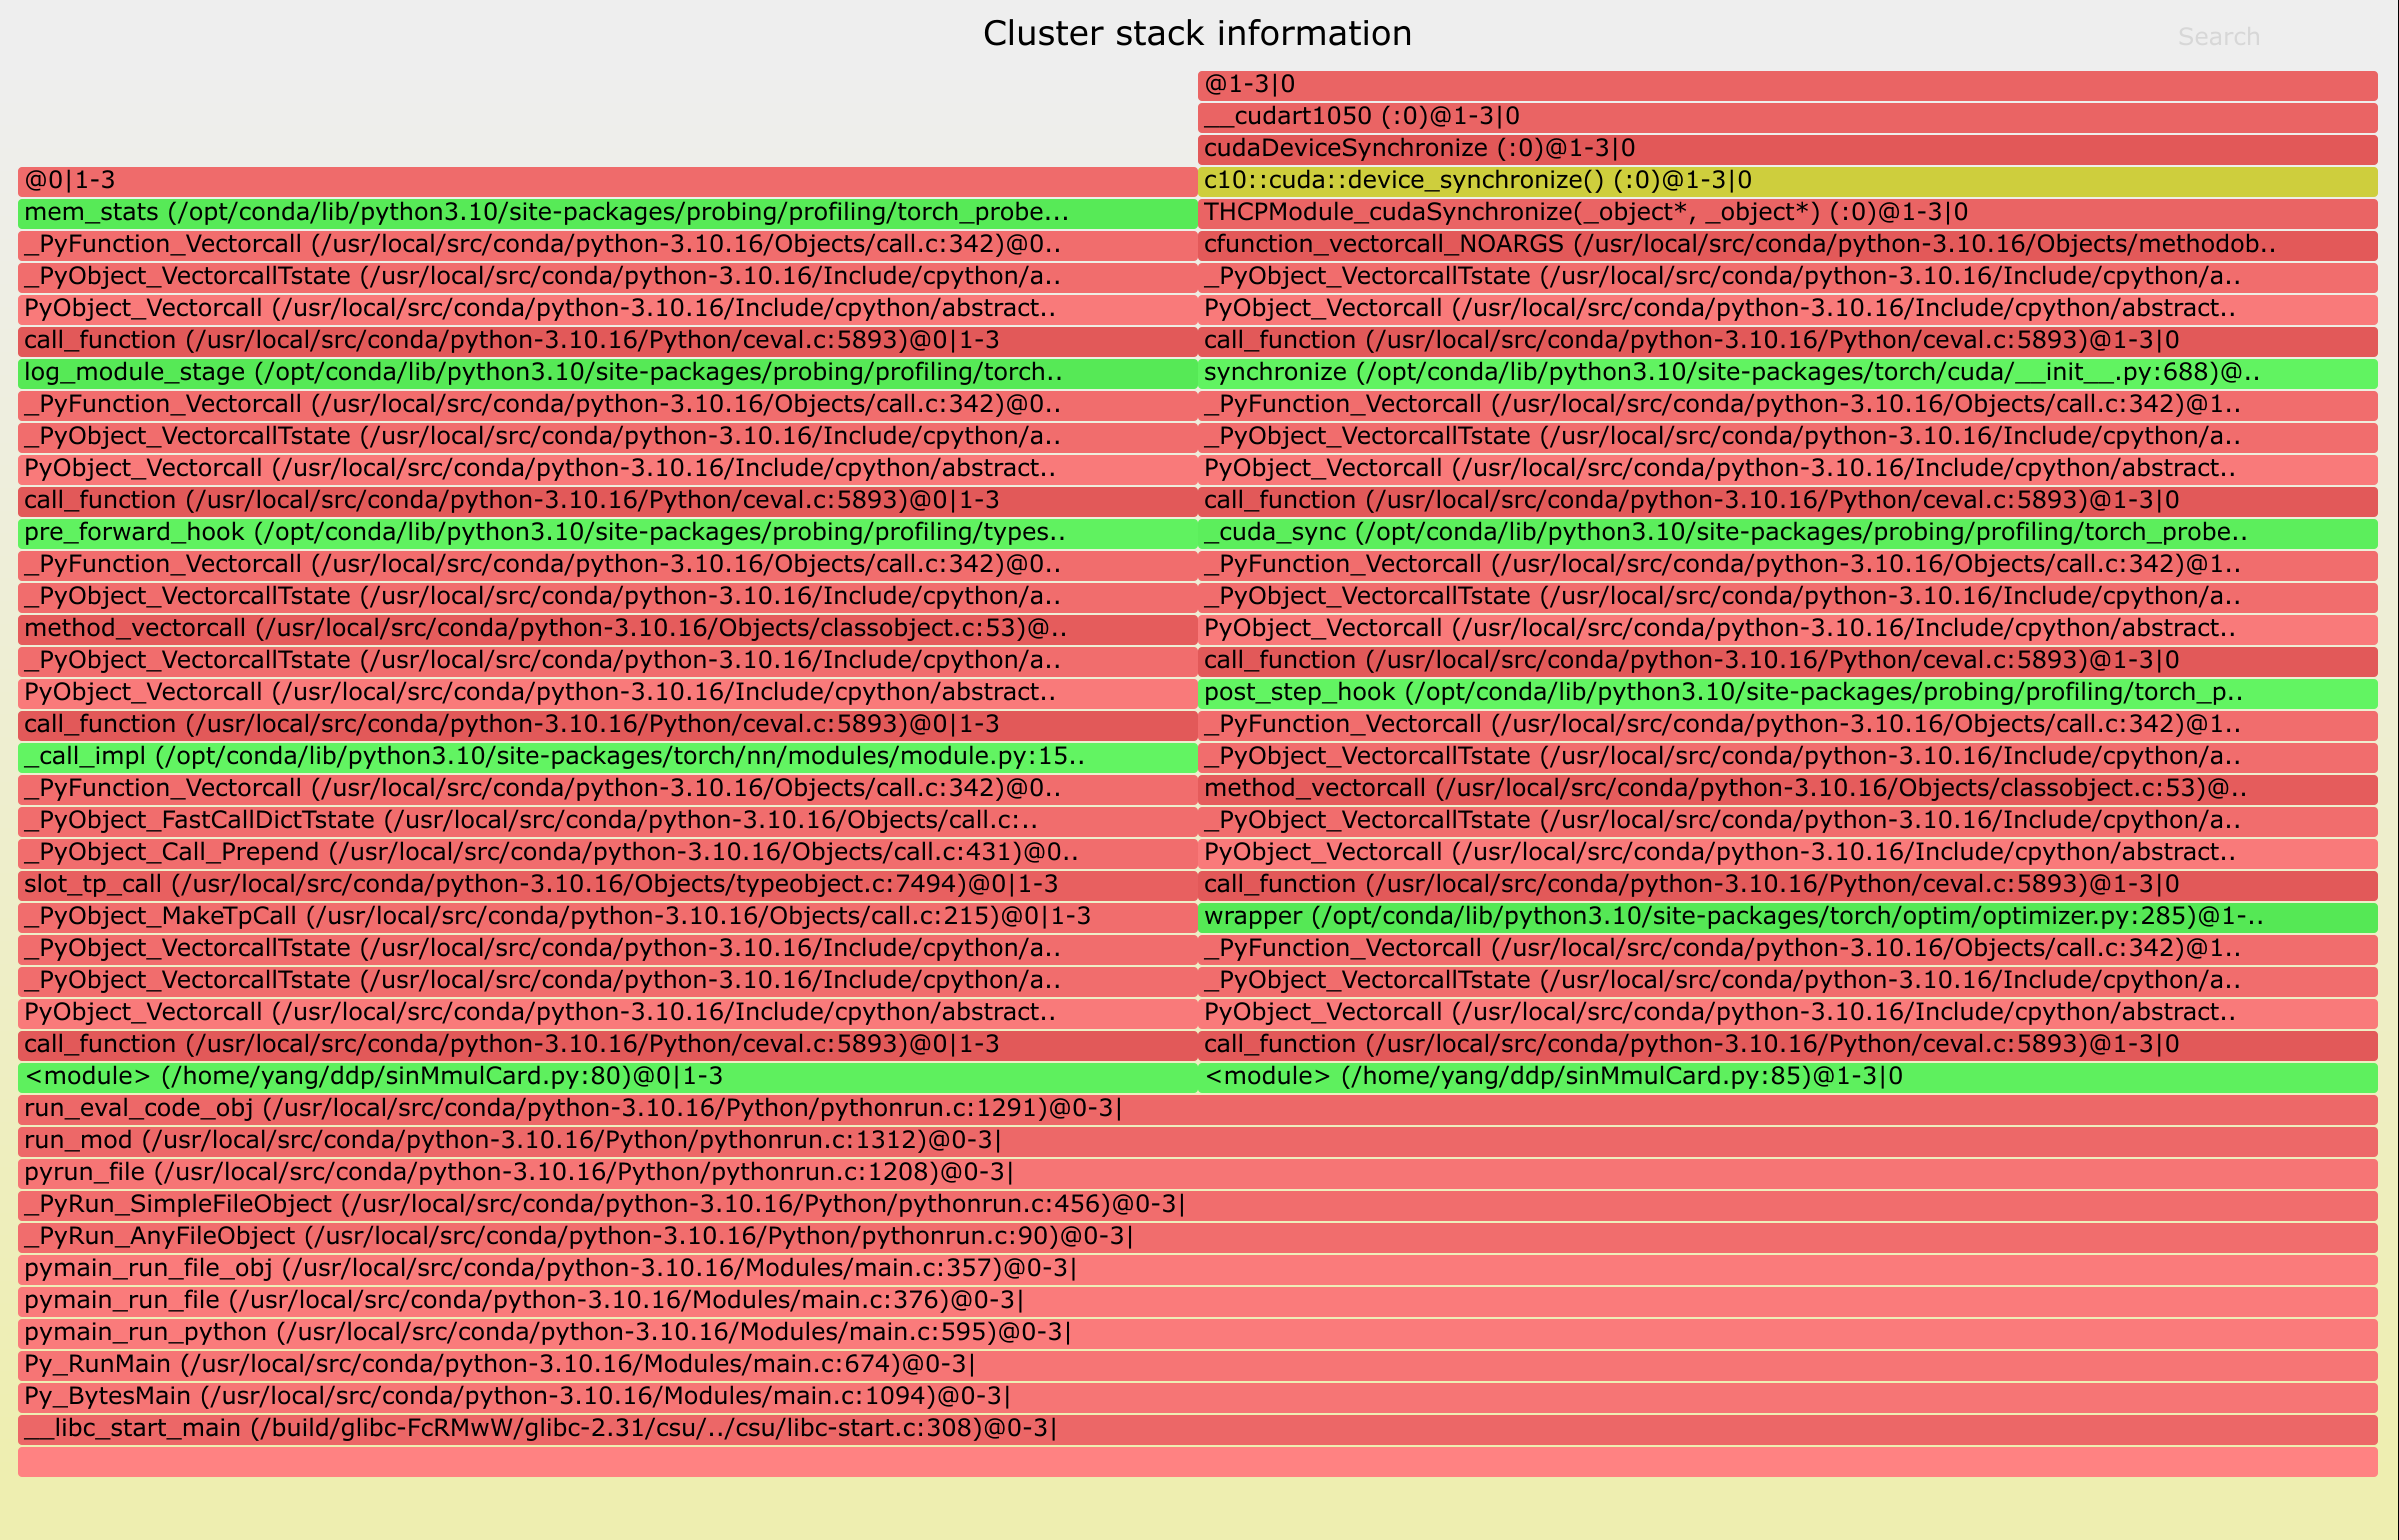 Cluster stack information
Search
@1-3|0
__cudart1050 (:0)@1-3|0
cudaDeviceSynchronize (:0)@1-3|0
@0|1-3
c10::cuda::device_synchronize() (:0)@1-3|0
mem_stats (/opt/conda/lib/python3.10/site-packages/probing/profiling/torch_probe...
THCPModule_cudaSynchronize(_object*, _object*) (:0)@1-3|0
_PyFunction_Vectorcall (/usr/local/src/conda/python-3.10.16/Objects/call.c:342)@0..
cfunction_vectorcall_NOARGS (/usr/local/src/conda/python-3.10.16/Objects/methodob..
_PyObject_VectorcallTstate (/usr/local/src/conda/python-3.10.16/Include/cpython/a..
_PyObject_VectorcallTstate (/usr/local/src/conda/python-3.10.16/Include/cpython/a..
PyObject_Vectorcall (/usr/local/src/conda/python-3.10.16/Include/cpython/abstract..
PyObject_Vectorcall (/usr/local/src/conda/python-3.10.16/Include/cpython/abstract..
call_function (/usr/local/src/conda/python-3.10.16/Python/ceval.c:5893)@0|1-3
call_function (/usr/local/src/conda/python-3.10.16/Python/ceval.c:5893)@1-3|0
log_module_stage (/opt/conda/lib/python3.10/site-packages/probing/profiling/torch..
synchronize (/opt/conda/lib/python3.10/site-packages/torch/cuda/__init__.py:688)@..
_PyFunction_Vectorcall (/usr/local/src/conda/python-3.10.16/Objects/call.c:342)@0..
_PyFunction_Vectorcall (/usr/local/src/conda/python-3.10.16/Objects/call.c:342)@1..
_PyObject_VectorcallTstate (/usr/local/src/conda/python-3.10.16/Include/cpython/a..
_PyObject_VectorcallTstate (/usr/local/src/conda/python-3.10.16/Include/cpython/a..
PyObject_Vectorcall (/usr/local/src/conda/python-3.10.16/Include/cpython/abstract..
PyObject_Vectorcall (/usr/local/src/conda/python-3.10.16/Include/cpython/abstract..
call_function (/usr/local/src/conda/python-3.10.16/Python/ceval.c:5893)@0|1-3
call_function (/usr/local/src/conda/python-3.10.16/Python/ceval.c:5893)@1-3|0
pre_forward_hook (/opt/conda/lib/python3.10/site-packages/probing/profiling/types..
_cuda_sync (/opt/conda/lib/python3.10/site-packages/probing/profiling/torch_probe..
_PyFunction_Vectorcall (/usr/local/src/conda/python-3.10.16/Objects/call.c:342)@0..
_PyFunction_Vectorcall (/usr/local/src/conda/python-3.10.16/Objects/call.c:342)@1..
_PyObject_VectorcallTstate (/usr/local/src/conda/python-3.10.16/Include/cpython/a..
_PyObject_VectorcallTstate (/usr/local/src/conda/python-3.10.16/Include/cpython/a..
method_vectorcall (/usr/local/src/conda/python-3.10.16/Objects/classobject.c:53)@..
PyObject_Vectorcall (/usr/local/src/conda/python-3.10.16/Include/cpython/abstract..
_PyObject_VectorcallTstate (/usr/local/src/conda/python-3.10.16/Include/cpython/a..
call_function (/usr/local/src/conda/python-3.10.16/Python/ceval.c:5893)@1-3|0
PyObject_Vectorcall (/usr/local/src/conda/python-3.10.16/Include/cpython/abstract..
post_step_hook (/opt/conda/lib/python3.10/site-packages/probing/profiling/torch_p..
call_function (/usr/local/src/conda/python-3.10.16/Python/ceval.c:5893)@0|1-3
_PyFunction_Vectorcall (/usr/local/src/conda/python-3.10.16/Objects/call.c:342)@1..
_call_impl (/opt/conda/lib/python3.10/site-packages/torch/nn/modules/module.py:15..
_PyObject_VectorcallTstate (/usr/local/src/conda/python-3.10.16/Include/cpython/a..
_PyFunction_Vectorcall (/usr/local/src/conda/python-3.10.16/Objects/call.c:342)@0..
method_vectorcall (/usr/local/src/conda/python-3.10.16/Objects/classobject.c:53)@..
_PyObject_FastCallDictTstate (/usr/local/src/conda/python-3.10.16/Objects/call.c:..
_PyObject_VectorcallTstate (/usr/local/src/conda/python-3.10.16/Include/cpython/a..
_PyObject_Call_Prepend (/usr/local/src/conda/python-3.10.16/Objects/call.c:431)@0..
PyObject_Vectorcall (/usr/local/src/conda/python-3.10.16/Include/cpython/abstract..
slot_tp_call (/usr/local/src/conda/python-3.10.16/Objects/typeobject.c:7494)@0|1-3
call_function (/usr/local/src/conda/python-3.10.16/Python/ceval.c:5893)@1-3|0
_PyObject_MakeTpCall (/usr/local/src/conda/python-3.10.16/Objects/call.c:215)@0|1-3
wrapper (/opt/conda/lib/python3.10/site-packages/torch/optim/optimizer.py:285)@1-..
_PyObject_VectorcallTstate (/usr/local/src/conda/python-3.10.16/Include/cpython/a..
_PyFunction_Vectorcall (/usr/local/src/conda/python-3.10.16/Objects/call.c:342)@1..
_PyObject_VectorcallTstate (/usr/local/src/conda/python-3.10.16/Include/cpython/a..
_PyObject_VectorcallTstate (/usr/local/src/conda/python-3.10.16/Include/cpython/a..
PyObject_Vectorcall (/usr/local/src/conda/python-3.10.16/Include/cpython/abstract..
PyObject_Vectorcall (/usr/local/src/conda/python-3.10.16/Include/cpython/abstract..
call_function (/usr/local/src/conda/python-3.10.16/Python/ceval.c:5893)@0|1-3
call_function (/usr/local/src/conda/python-3.10.16/Python/ceval.c:5893)@1-3|0
<module> (/home/yang/ddp/sinMmulCard.py:80)@0|1-3
<module> (/home/yang/ddp/sinMmulCard.py:85)@1-3|0
run_eval_code_obj (/usr/local/src/conda/python-3.10.16/Python/pythonrun.c:1291)@0-3|
run_mod (/usr/local/src/conda/python-3.10.16/Python/pythonrun.c:1312)@0-3|
pyrun_file (/usr/local/src/conda/python-3.10.16/Python/pythonrun.c:1208)@0-3|
_PyRun_SimpleFileObject (/usr/local/src/conda/python-3.10.16/Python/pythonrun.c:456)@0-3|
_PyRun_AnyFileObject (/usr/local/src/conda/python-3.10.16/Python/pythonrun.c:90)@0-3|
pymain_run_file_obj (/usr/local/src/conda/python-3.10.16/Modules/main.c:357)@0-3|
pymain_run_file (/usr/local/src/conda/python-3.10.16/Modules/main.c:376)@0-3|
pymain_run_python (/usr/local/src/conda/python-3.10.16/Modules/main.c:595)@0-3|
Py_RunMain (/usr/local/src/conda/python-3.10.16/Modules/main.c:674)@0-3|
Py_BytesMain (/usr/local/src/conda/python-3.10.16/Modules/main.c:1094)@0-3|
__libc_start_main (/build/glibc-FcRMwW/glibc-2.31/csu/../csu/libc-start.c:308)@0-3|